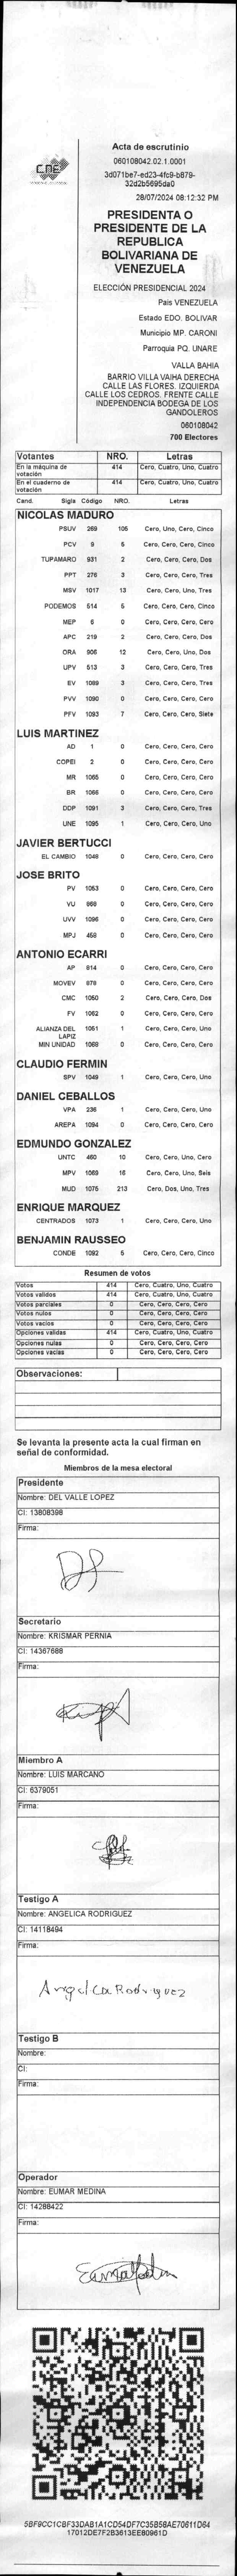 Acta de escrutinio
060108042.02.1.0001
3d071be7-ed23-4fc9-b879-
32d2b5695da0
CNE
28/07/2024 08:12:32 PM
PRESIDENTA O
PRESIDENTE DE LA
REPUBLICA
BOLIVARIANA DE
VENEZUELA
ELECCIÓN PRESIDENCIAL 2024
Pais VENEZUELA
Estado EDO. BOLIVAR
Municipio MP. CARONI
Parroquia PQ. UNARE
VALLA BAHIA
BARRIO VILLA VAIHA DERECHA
CALLE LAS FLORES. IZQUIERDA
CALLE LOS CEDROS. FRENTE CALLE
INDEPENDENCIA BODEGA DE LOS
GANDOLEROS
060108042
700 Electores
Votantes NRO. Letras
En la máquina de votación 414 Cero, Cuatro, Uno, Cuatro
En el cuaderno de votación 414 Cero, Cuatro, Uno, Cuatro
Cand. Sigla Código NRO. Letras
NICOLAS MADURO
PSUV 269 105 Cero, Uno, Cero, Cinco
PCV 9 5 Cero, Cero, Cero, Cinco
TUPAMARO 931 2 Cero, Cero, Cero, Dos
PPT 276 3 Cero, Cero, Cero, Tres
MSV 1017 13 Cero, Cero, Uno, Tres
PODEMOS 514 5 Cero, Cero, Cero, Cinco
MEP 6 0 Cero, Cero, Cero, Cero
APC 219 2 Cero, Cero, Cero, Dos
ORA 906 12 Cero, Cero, Uno, Dos
UPV 513 3 Cero, Cero, Cero, Tres
EV 1089 3 Cero, Cero, Cero, Tres
PVV 1090 0 Cero, Cero, Cero, Cero
PFV 1093 7 Cero, Cero, Cero, Siete
LUIS MARTINEZ
AD 1 0 Cero, Cero, Cero, Cero
COPEI 2 0 Cero, Cero, Cero, Cero
MR 1065 0 Cero, Cero, Cero, Cero
BR 1066 0 Cero, Cero, Cero, Cero
DDP 1091 3 Cero, Cero, Cero, Tres
UNE 1095 1 Cero, Cero, Cero, Uno
JAVIER BERTUCCI
EL CAMBIO 1048 0 Cero, Cero, Cero, Cero
JOSE BRITO
PV 1053 0 Cero, Cero, Cero, Cero
VU 868 0 Cero, Cero, Cero, Cero
UVV 1096 0 Cero, Cero, Cero, Cero
MPJ 458 0 Cero, Cero, Cero, Cero
ANTONIO ECARRI
AP 814 0 Cero, Cero, Cero, Cero
MOVEV 878 0 Cero, Cero, Cero, Cero
CMC 1050 2 Cero, Cero, Cero, Dos
FV 1052 0 Cero, Cero, Cero, Cero
ALIANZA DEL LAPIZ 1051 1 Cero, Cero, Cero, Uno
MIN UNIDAD 1088 0 Cero, Cero, Cero, Cero
CLAUDIO FERMIN
SPV 1049 1 Cero, Cero, Cero, Uno
DANIEL CEBALLOS
VPA 236 1 Cero, Cero, Cero, Uno
AREPA 1094 0 Cero, Cero, Cero, Cero
EDMUNDO GONZALEZ
UNTC 460 10 Cero, Cero, Uno, Cero
MPV 1069 16 Cero, Cero, Uno, Seis
MUD 1075 213 Cero, Dos, Uno, Tres
ENRIQUE MARQUEZ
CENTRADOS 1073 1 Cero, Cero, Cero, Uno
BENJAMIN RAUSSEO
CONDE 1092 5 Cero, Cero, Cero, Cinco
Resumen de votos
Votos 414 Cero, Cuatro, Uno, Cuatro
Votos validos 414 Cero, Cuatro, Uno, Cuatro
Votos parciales 0 Cero, Cero, Cero, Cero
Votos nulos 0 Cero, Cero, Cero, Cero
Votos vacios 0 Cero, Cero, Cero, Cero
Opciones validas 414 Cero, Cuatro, Uno, Cuatro
Opciones nulas 0 Cero, Cero, Cero, Cero
Opciones vacias 0 Cero, Cero, Cero, Cero
Observaciones:
Se levanta la presente acta la cual firman en
señal de conformidad.
Miembros de la mesa electoral
Presidente
Nombre: DEL VALLE LOPEZ
CI: 13808398
Firma:
Secretario
Nombre: KRISMAR PERNIA
CI: 14367688
Firma:
Miembro A
Nombre: LUIS MARCANO
CI: 6379051
Firma:
Testigo A
Nombre: ANGELICA RODRIGUEZ
CI: 14118494
Firma:
Angelica Rodriguez
Testigo B
Nombre:
CI:
Firma:
Operador
Nombre: EUMAR MEDINA
CI: 14288422
Firma:
5BF9CC1CBF33DAB1A1CD54DF7C35B58AE70611D64
17012DE7F2B3613EE80961D